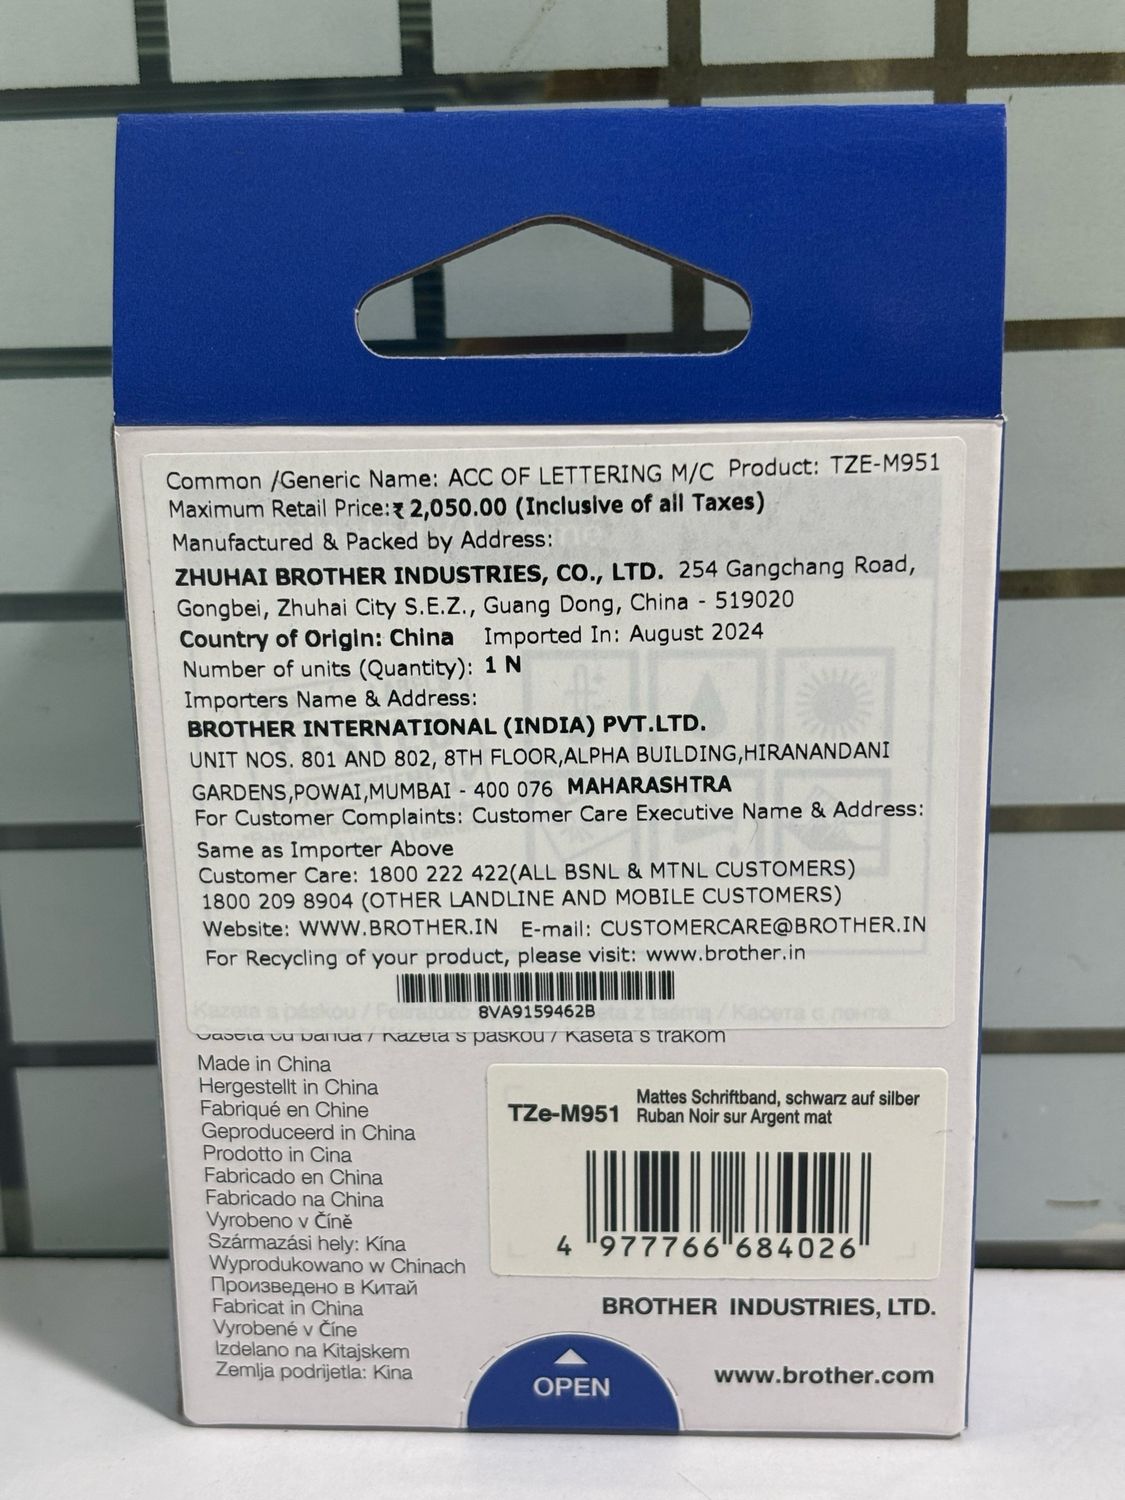 Common /Generic Name: ACC OF LETTERING M/C Product: TZE-M951
Maximum Retail Price:₹ 2,050.00 (Inclusive of all Taxes)
Manufactured & Packed by Address:
ZHUHAI BROTHER INDUSTRIES, CO., LTD. 254 Gangchang Road,
Gongbei, Zhuhai City S.E.Z., Guang Dong, China - 519020
Country of Origin: China Imported In: August 2024
Number of units (Quantity): 1 N
Importers Name & Address:
BROTHER INTERNATIONAL (INDIA) PVT.LTD.
UNIT NOS. 801 AND 802, 8TH FLOOR,ALPHA BUILDING,HIRANANDANI
GARDENS,POWAI,MUMBAI - 400 076 MAHARASHTRA
For Customer Complaints: Customer Care Executive Name & Address:
Same as Importer Above
Customer Care: 1800 222 422(ALL BSNL & MTNL CUSTOMERS)
1800 209 8904 (OTHER LANDLINE AND MOBILE CUSTOMERS)
Website: WWW.BROTHER.IN E-mail: CUSTOMERCARE@BROTHER.IN
For Recycling of your product, please visit: www.brother.in
8VA9159462B
Casetă cu bandă / Kazeta s páskou / Kaseta s trakom
Made in China
Hergestellt in China
Fabriqué en Chine
Geproduceerd in China
Prodotto in Cina
Fabricado en China
Fabricado na China
Vyrobeno v Číně
Származási hely: Kína
Wyprodukowano w Chinach
Произведено в Китай
Fabricat in China
Vyrobené v Číne
Izdelano na Kitajskem
Zemlja podrijetla: Kina
TZe-M951
Mattes Schriftband, schwarz auf silber
Ruban Noir sur Argent mat
4 977766 684026
BROTHER INDUSTRIES, LTD.
www.brother.com
OPEN